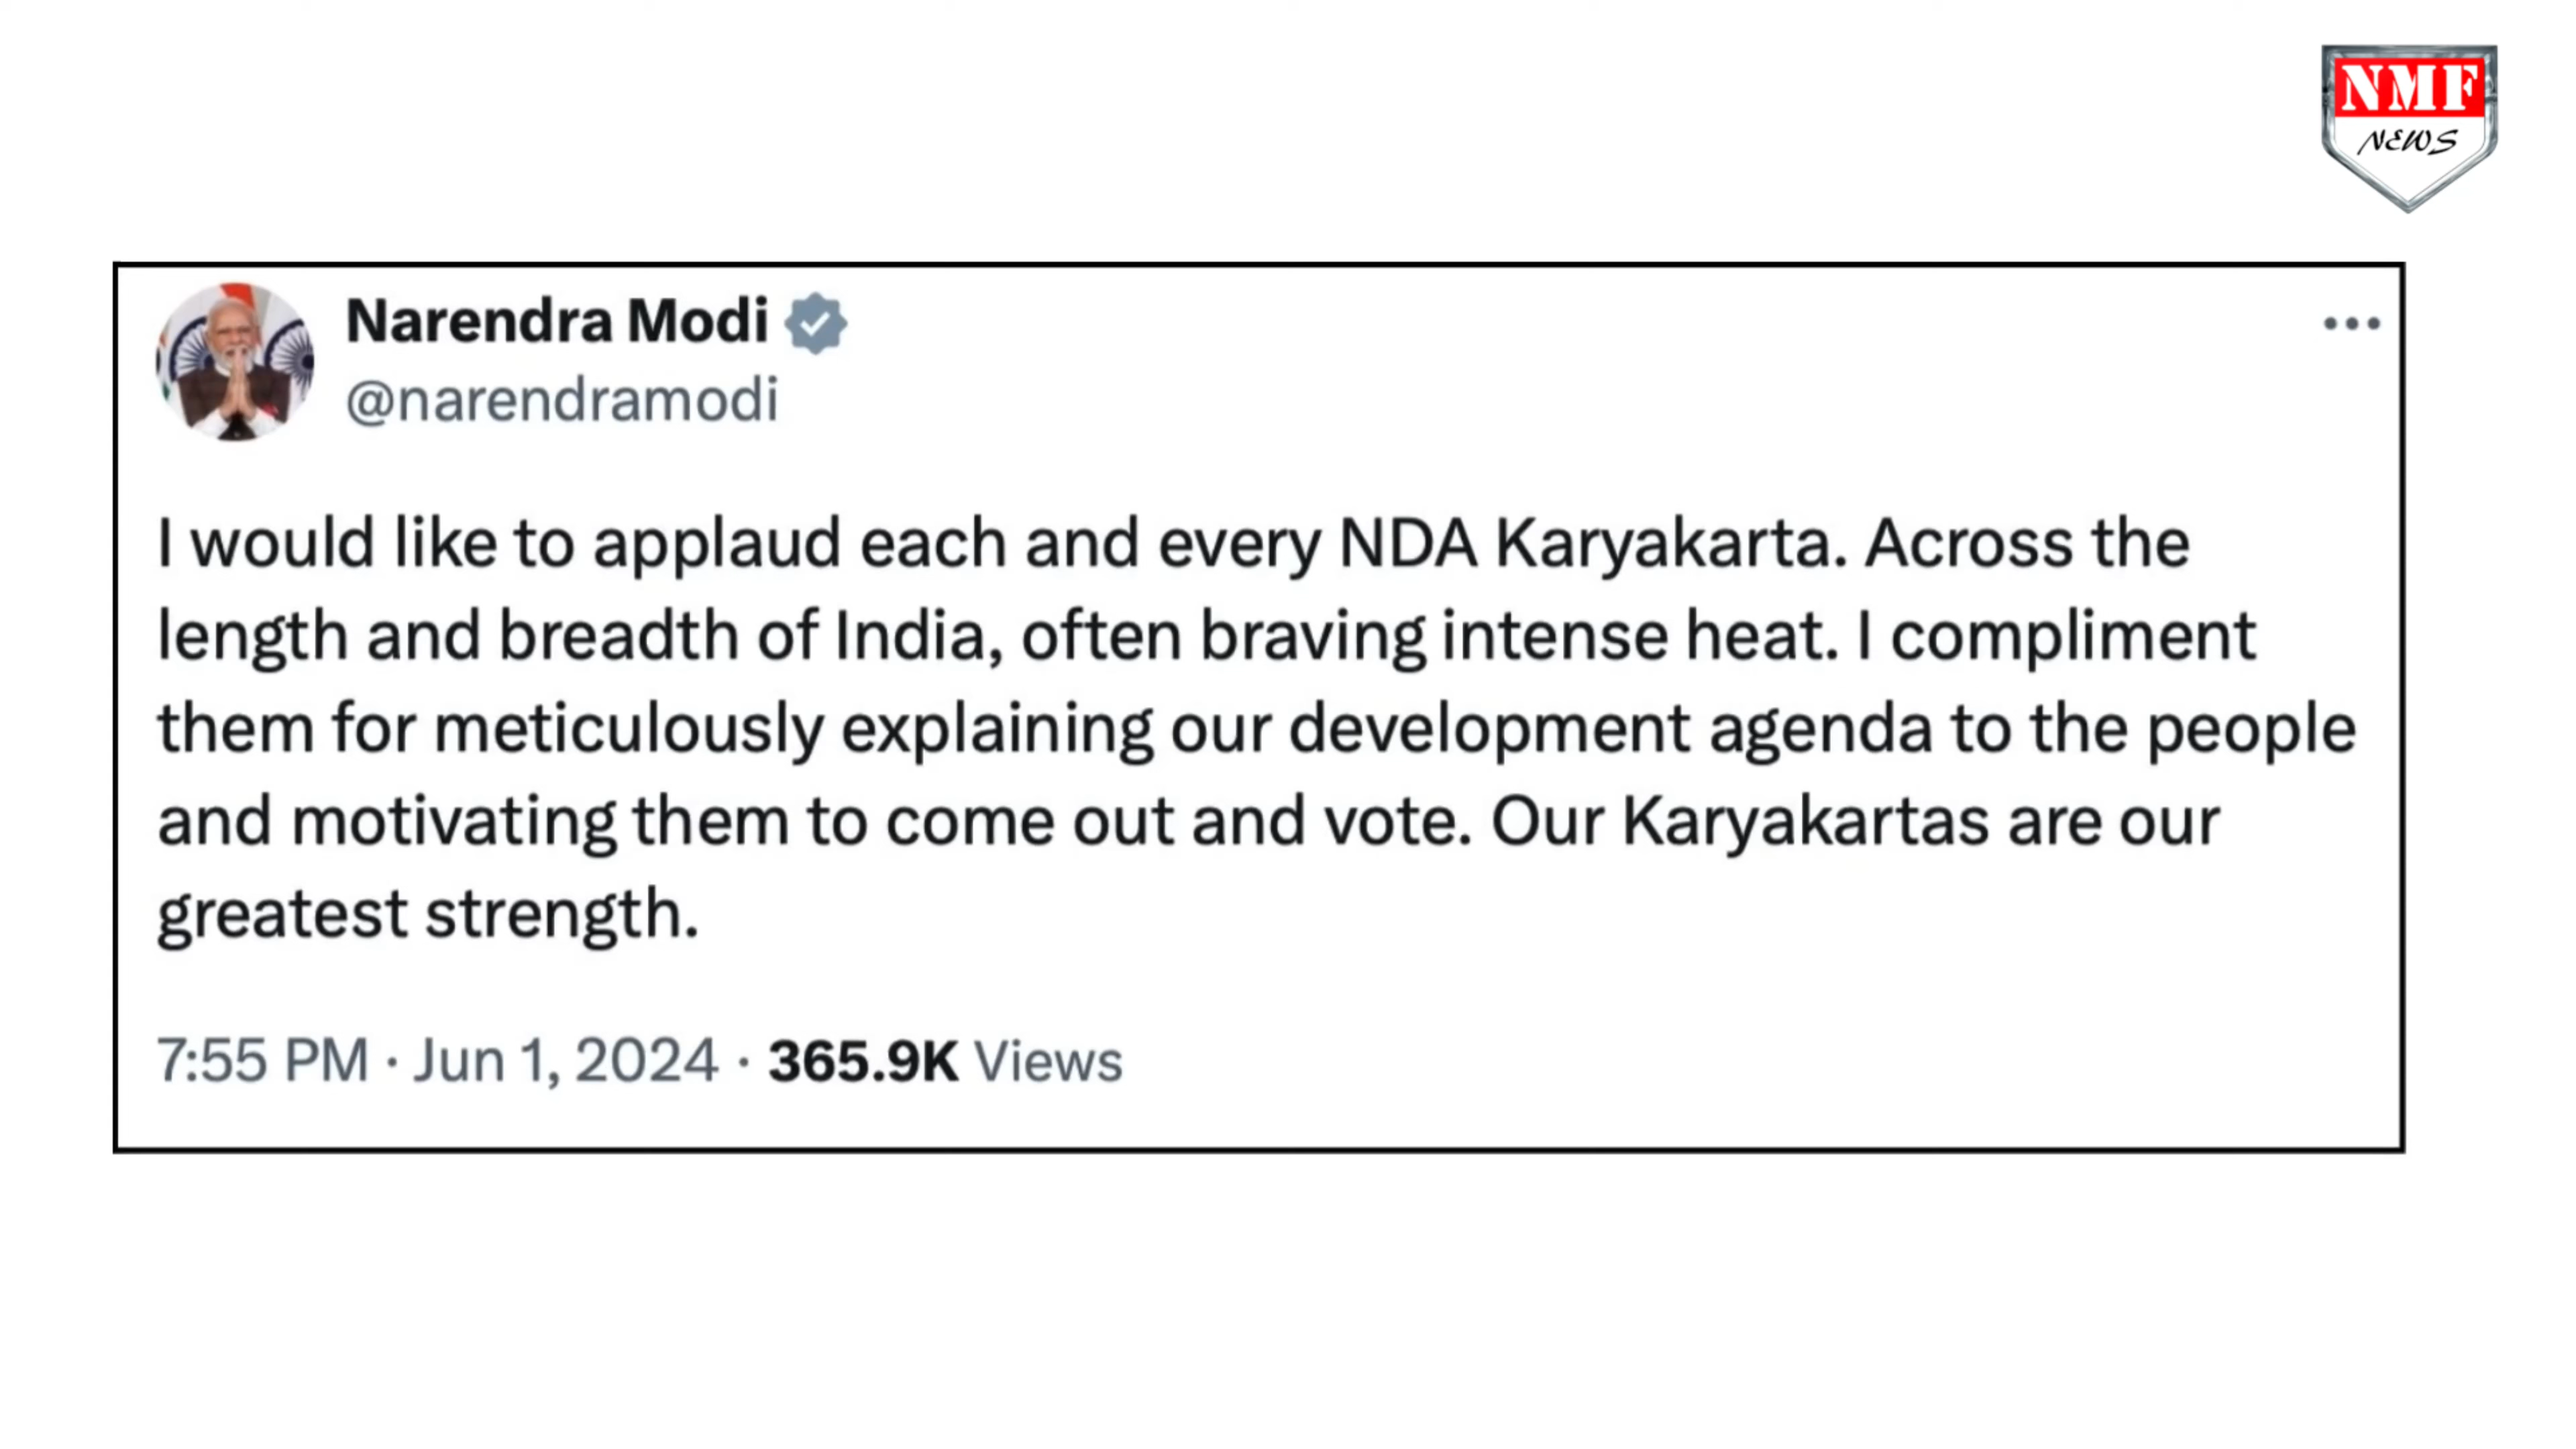 NMF
NEWS
Narendra Modi
@narendramodi
I would like to applaud each and every NDA Karyakarta. Across the
length and breadth of India, often braving intense heat. I compliment
them for meticulously explaining our development agenda to the people
and motivating them to come out and vote. Our Karyakartas are our
greatest strength.
7:55 PM · Jun 1, 2024 · 365.9K Views